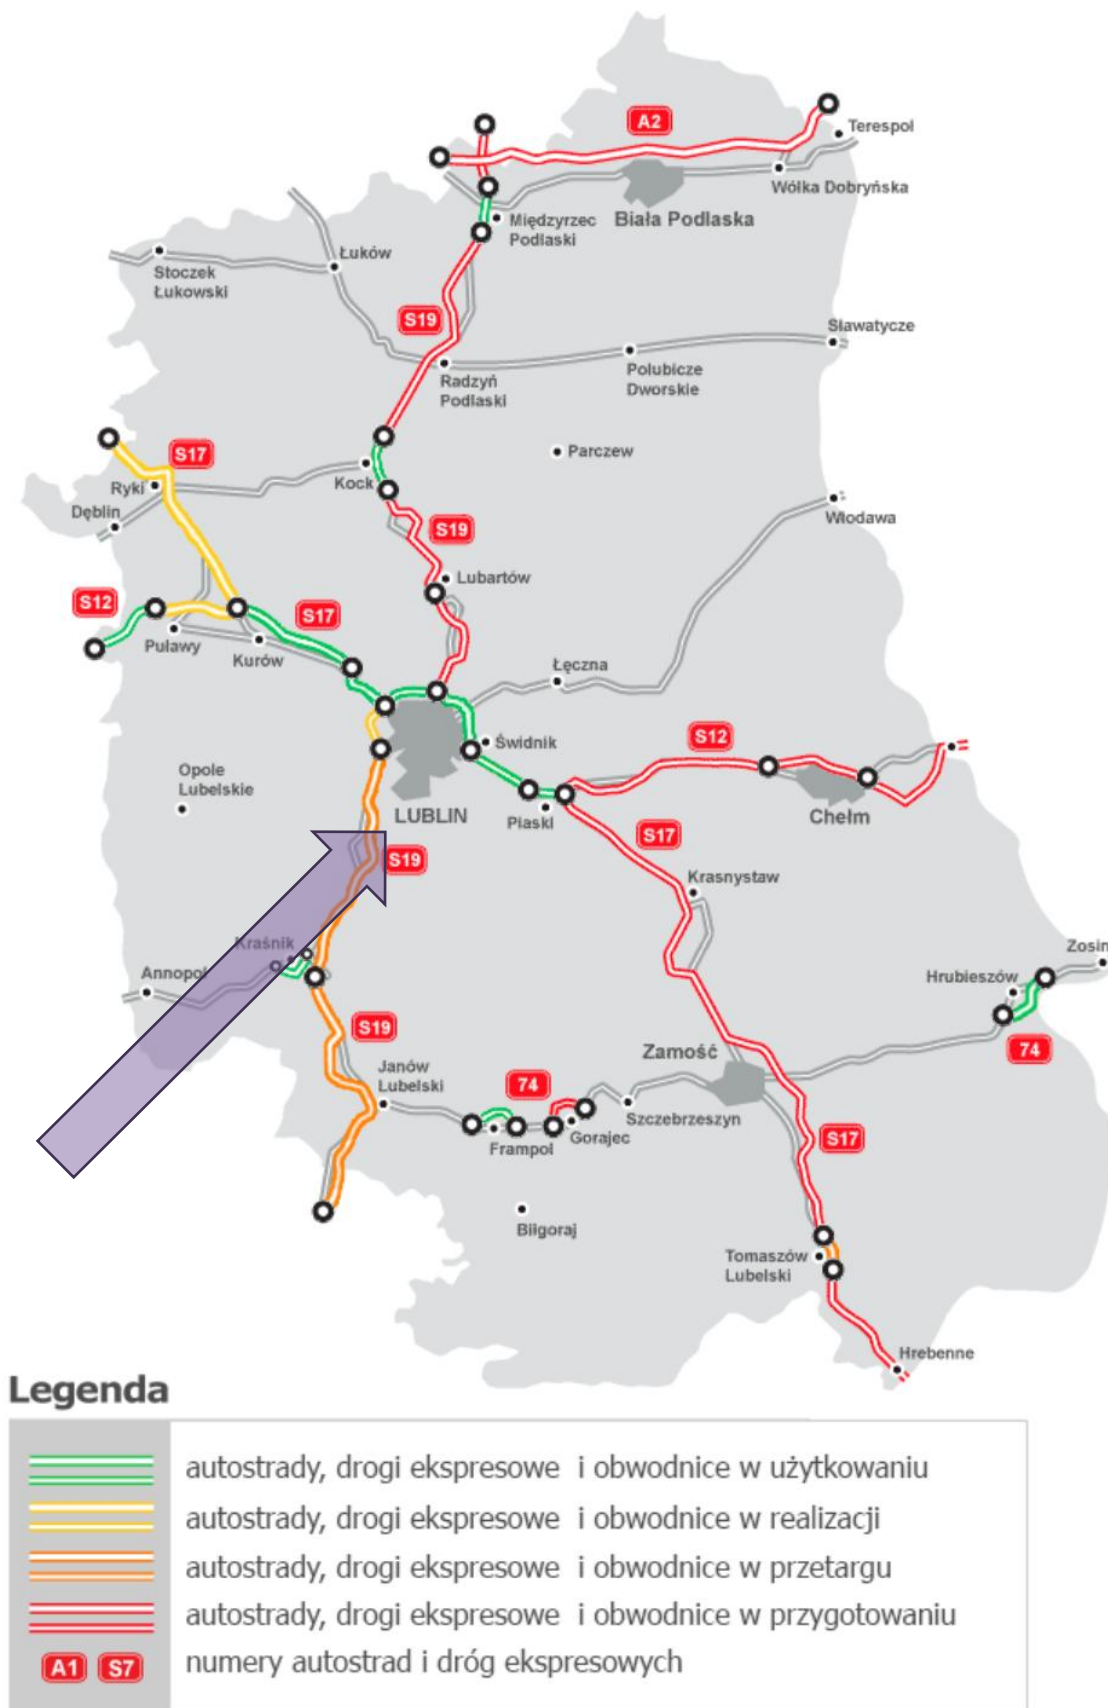 A2
Terespol
Wólka Dobryńska
Biała Podlaska
Międzyrzec
Podlaski
Łuków
Stoczek
Łukowski
S19
Sławatycze
Radzyń
Podlaski
Polubicze
Dworskie
S17
Parczew
Kock
Ryki
Dęblin
Włodawa
S19
Lubartów
S12
S17
Puławy
Kurów
Łęczna
Świdnik
S12
Opole
Lubelskie
LUBLIN
Piaski
Chełm
S17
S19
Krasnystaw
Kraśnik
Zosin
Annopol
Hrubieszów
S19
Zamość
74
Janów
Lubelski
74
Szczebrzeszyn
Gorajec
Frampol
S17
Biłgoraj
Tomaszów
Lubelski
Hrebenne
Legenda
autostrady, drogi ekspresowe i obwodnice w użytkowaniu
autostrady, drogi ekspresowe i obwodnice w realizacji
autostrady, drogi ekspresowe i obwodnice w przetargu
autostrady, drogi ekspresowe i obwodnice w przygotowaniu
A1 S7 numery autostrad i dróg ekspresowych